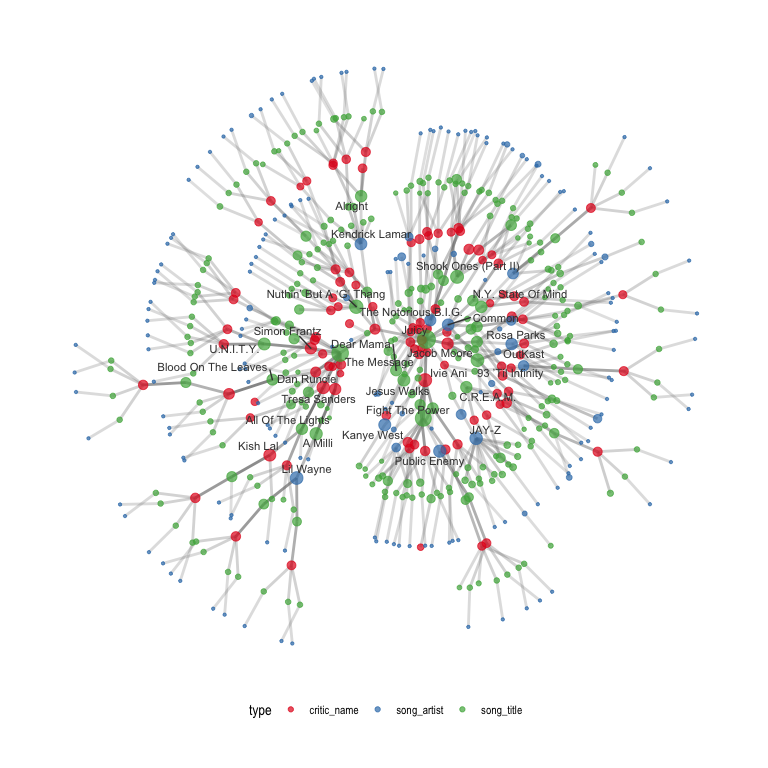 Alright
Kendrick Lamar
Shook Ones (Part II)
Nuthin' But A 'G' Thang
N.Y. State Of Mind
The Notorious B.I.G.
Common
Simon Frantz
Juicy
Rosa Parks
U.N.I.T.Y.
Dear Mama
Jacob Moore
OutKast
The Message
Blood On The Leaves
Dan Runcie
Ivie Ani
93 'Til Infinity
Jesus Walks
Tresa Sanders
C.R.E.A.M.
Fight The Power
All Of The Lights
Kanye West
JAY-Z
Kish Lal
A Milli
Public Enemy
Lil Wayne
type critic_name song_artist song_title